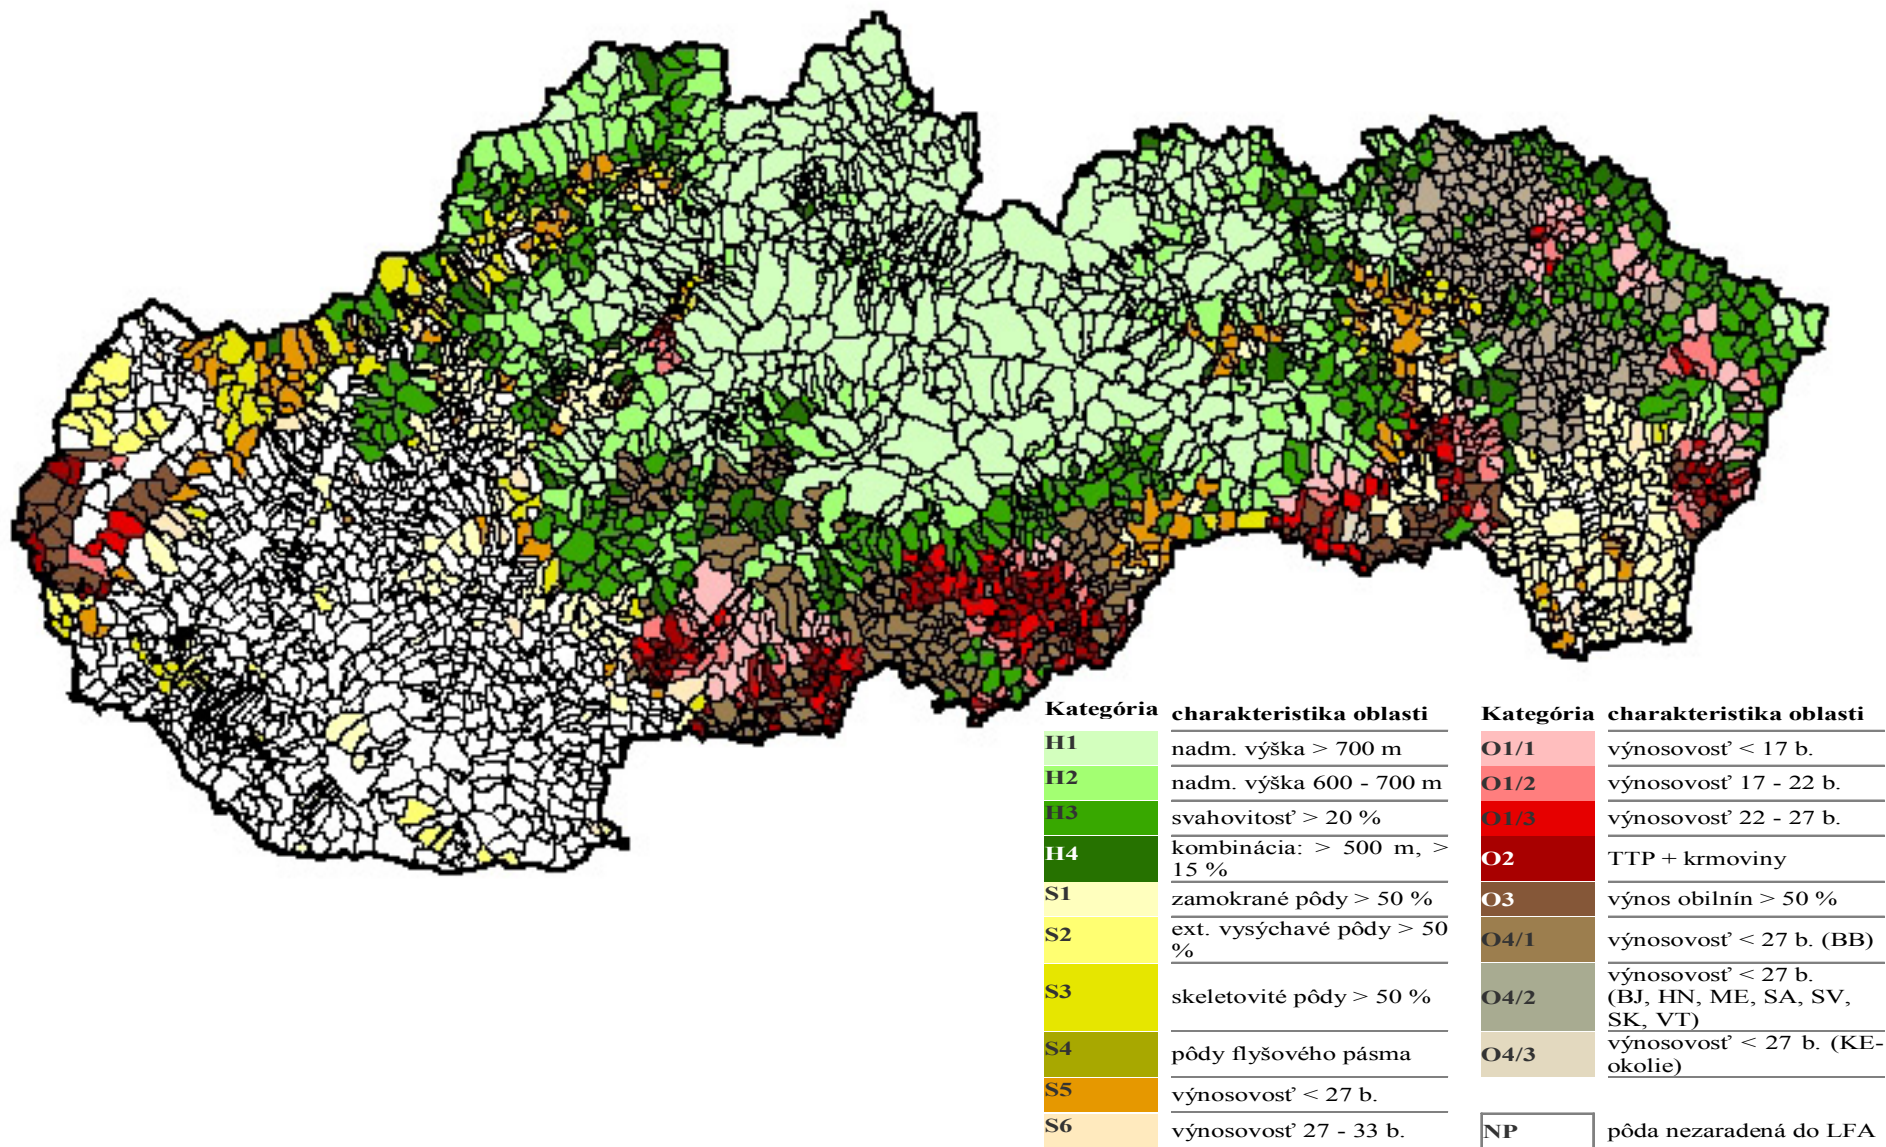 Kategória charakteristika oblasti
H1 nadm. výška > 700 m
H2 nadm. výška 600 - 700 m
H3 svahovitosť > 20 %
H4 kombinácia: > 500 m, >
15 %
S1 zamokrané pôdy > 50 %
S2 ext. vysýchavé pôdy > 50
%
S3 skeletovité pôdy > 50 %
S4 pôdy flyšového pásma
S5 výnosovosť < 27 b.
S6 výnosovosť 27 - 33 b.
Kategória charakteristika oblasti
O1/1 výnosovosť < 17 b.
O1/2 výnosovosť 17 - 22 b.
O1/3 výnosovosť 22 - 27 b.
O2 TTP + krmoviny
O3 výnos obilnín > 50 %
O4/1 výnosovosť < 27 b. (BB)
O4/2 výnosovosť < 27 b.
(BJ, HN, ME, SA, SV,
SK, VT)
O4/3 výnosovosť < 27 b. (KE-
okolie)
NP pôda nezaradená do LFA